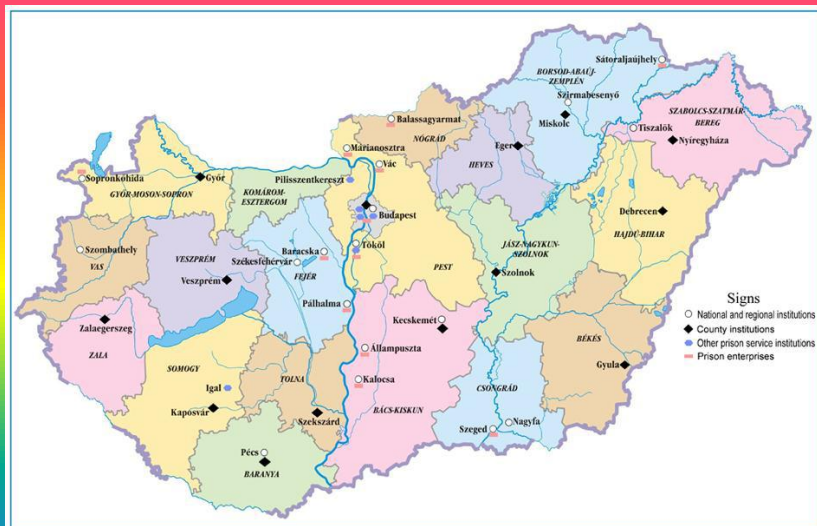 Sátoraljaújhely
BORSOD-ABAÚJ-
ZEMPLÉN
Szirmabesenyő
Miskolc
SZABOLCS-SZATMÁR-
BEREG
Tiszalök
Nyíregyháza
Balassagyarmat
NÓGRÁD
Márianosztra
Vác
Eger
HEVES
Pilisszentkereszt
Sopronkőhida
Győr
GYŐR-MOSON-SOPRON
KOMÁROM-
ESZTERGOM
Budapest
Debrecen
HAJDÚ-BIHAR
Szombathely
VAS
VESZPRÉM
Veszprém
Baracska
Székesfehérvár
FEJÉR
Tököl
PEST
JÁSZ-NAGYKUN-
SZOLNOK
Szolnok
Pálhalma
Zalaegerszeg
ZALA
Kecskemét
Signs
National and regional institutions
County institutions
Other prison service institutions
Prison enterprises
Állampuszta
BÉKÉS
Gyula
SOMOGY
Igal
Kaposvár
TOLNA
Szekszárd
Kalocsa
BÁCS-KISKUN
CSONGRÁD
Szeged
Nagyfa
Pécs
BARANYA